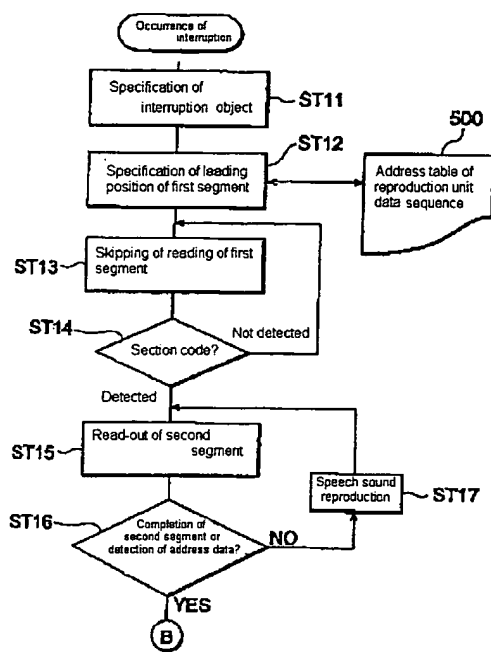 Occurrence of
interruption
Specification of
interruption object
ST11
ST12
500
Specification of leading
position of first segment
Address table of
reproduction unit
data sequence
ST13
Skipping of reading of first
segment
ST14
Section code?
Not detected
Detected
ST15
Read-out of second
segment
Speech sound
reproduction
ST17
ST16
Completion of
second segment or
detection of address data?
NO
YES
B